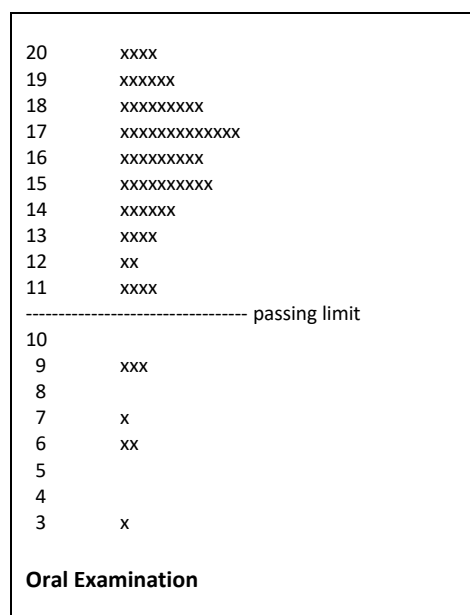 20 xxxx
19 xxxxxx
18 xxxxxxxxx
17 xxxxxxxxxxxxx
16 xxxxxxxxx
15 xxxxxxxxxx
14 xxxxxx
13 xxxx
12 xx
11 xxxx
---------------------------------- passing limit
10
9 xxx
8
7 x
6 xx
5
4
3 x
Oral Examination